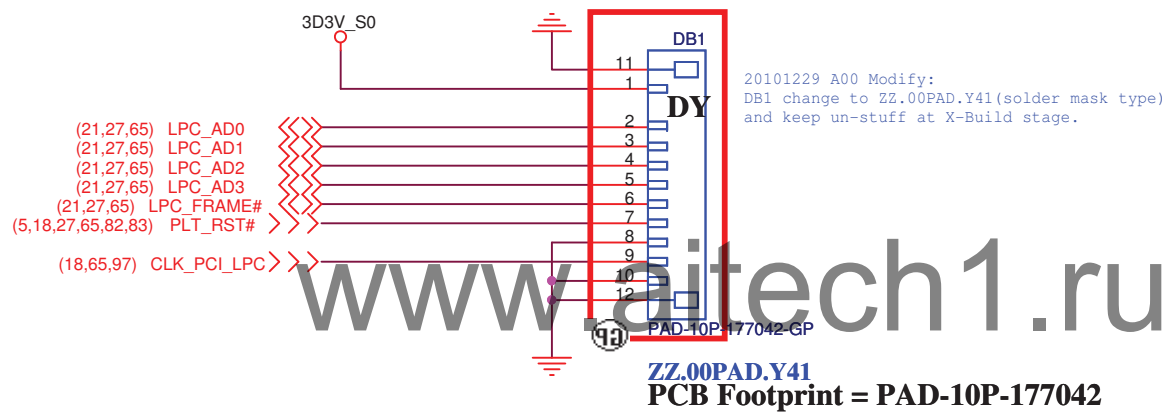 3D3V_S0
DB1
11
1
DY
20101229 A00 Modify:
DB1 change to ZZ.00PAD.Y41(solder mask type)
and keep un-stuff at X-Build stage.
(21,27,65) LPC_AD0 2
(21,27,65) LPC_AD1 3
(21,27,65) LPC_AD2 4
(21,27,65) LPC_AD3 5
(21,27,65) LPC_FRAME# 6
(5,18,27,65,82,83) PLT_RST# 7
8
(18,65,97) CLK_PCI_LPC 9
10
12
www.aitech1.ru
PAD-10P-177042-GP
GP
ZZ.00PAD.Y41
PCB Footprint = PAD-10P-177042